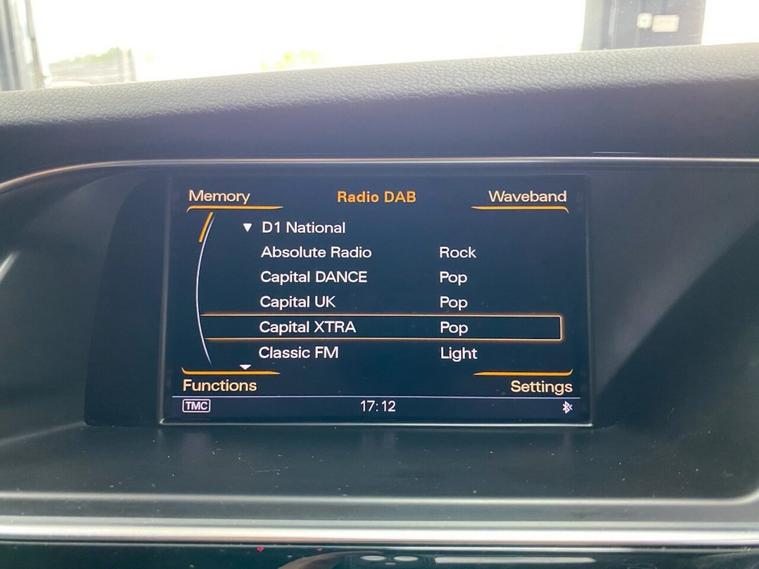 Memory Radio DAB Waveband
D1 National
Absolute Radio Rock
Capital DANCE Pop
Capital UK Pop
Capital XTRA Pop
Classic FM Light
Functions Settings
TMC 17:12